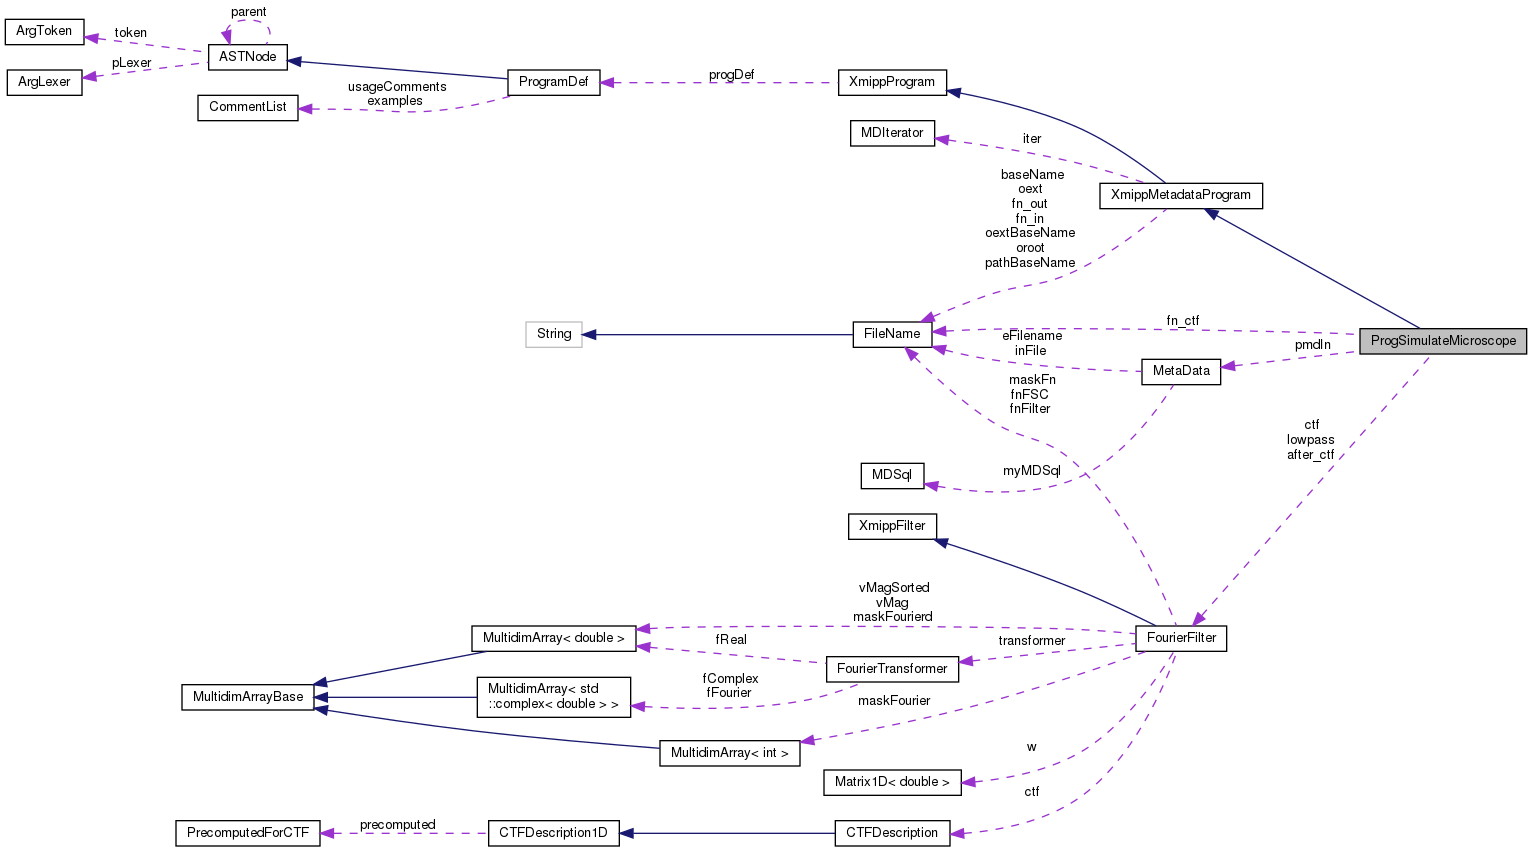 parent
ArgToken
token
ASTNode
pLexer
ArgLexer
ProgramDef
progDef
XmippProgram
usageComments
examples
CommentList
MDIterator
iter
baseName
oext
fn_out
fn_in
oextBaseName
oroot
pathBaseName
XmippMetadataProgram
String
FileName
fn_ctf
eFilename
inFile
pmdIn
ProgSimulateMicroscope
MetaData
maskFn
fnFSC
fnFilter
ctf
lowpass
after_ctf
MDSql
myMDSql
XmippFilter
vMagSorted
vMag
maskFourierd
MultidimArray< double >
fReal
transformer
FourierFilter
FourierTransformer
MultidimArrayBase
MultidimArray< std
::complex< double > >
fComplex
fFourier
maskFourier
MultidimArray< int >
w
Matrix1D< double >
ctf
PrecomputedForCTF
precomputed
CTFDescription1D
CTFDescription